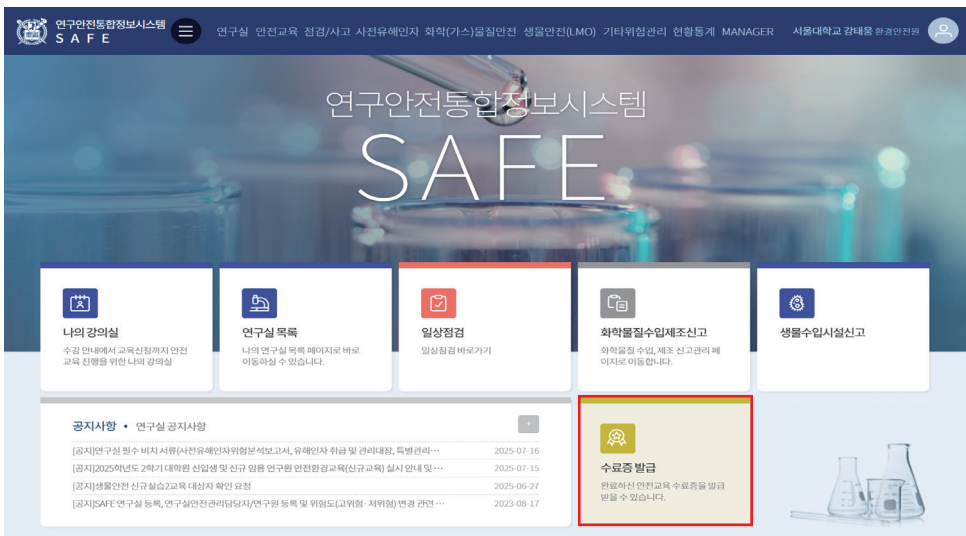 연구안전통합정보시스템
SAFE
연구실 안전교육 점검/사고 사전유해인자 화학(가스)물질안전 생물안전(LMO) 기타위험관리 현황통계 MANAGER
서울대학교 강태웅 환경안전원
연구안전통합정보시스템
SAFE
나의 강의실
수강 안내에서 교육신청까지 안전
교육 진행을 위한 나의 강의실
연구실 목록
나의 연구실 목록 페이지로 바로
이동하실 수 있습니다.
일상점검
일상점검 바로가기
화학물질수입제조신고
화학물질 수입, 제조 신고관리 페
이지로 이동합니다.
생물수입시설신고
공지사항 • 연구실 공지사항
+
[공지]연구실 필수 비치 서류(사전유해인자위험분석보고서, 유해인자 취급 및 관리대장, 특별관리⋯ 2025-07-16
[공지]2025학년도 2학기 대학원 신입생 및 신규 임용 연구원 안전환경교육(신규교육) 실시 안내 및 ⋯ 2025-07-15
[공지]생물안전 신규실습2교육 대상자 확인 요청 2025-06-27
[공지]SAFE 연구실 등록, 연구실안전관리담당자/연구원 등록 및 위험도(고위험·저위험) 변경 관련 ⋯ 2023-08-17
수료증 발급
완료하신 안전교육 수료증을 발급
받을 수 있습니다.